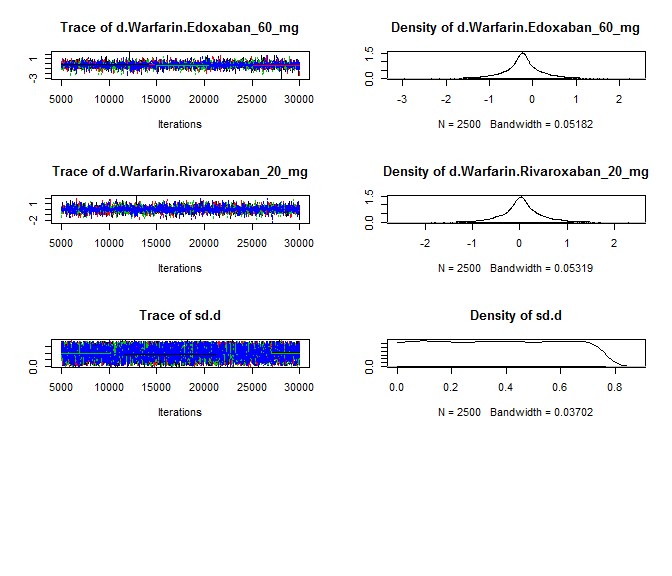 Trace of d.Warfarin.Edoxaban_60_mg
-3 1
5000 10000 15000 20000 25000 30000
Iterations
Density of d.Warfarin.Edoxaban_60_mg
0.0 1.5
-3 -2 -1 0 1 2
N = 2500 Bandwidth = 0.05182
Trace of d.Warfarin.Rivaroxaban_20_mg
-2 1
5000 10000 15000 20000 25000 30000
Iterations
Density of d.Warfarin.Rivaroxaban_20_mg
0.0 1.5
-2 -1 0 1 2
N = 2500 Bandwidth = 0.05319
Trace of sd.d
0.0
5000 10000 15000 20000 25000 30000
Iterations
Density of sd.d
0.0
0.0 0.2 0.4 0.6 0.8
N = 2500 Bandwidth = 0.03702